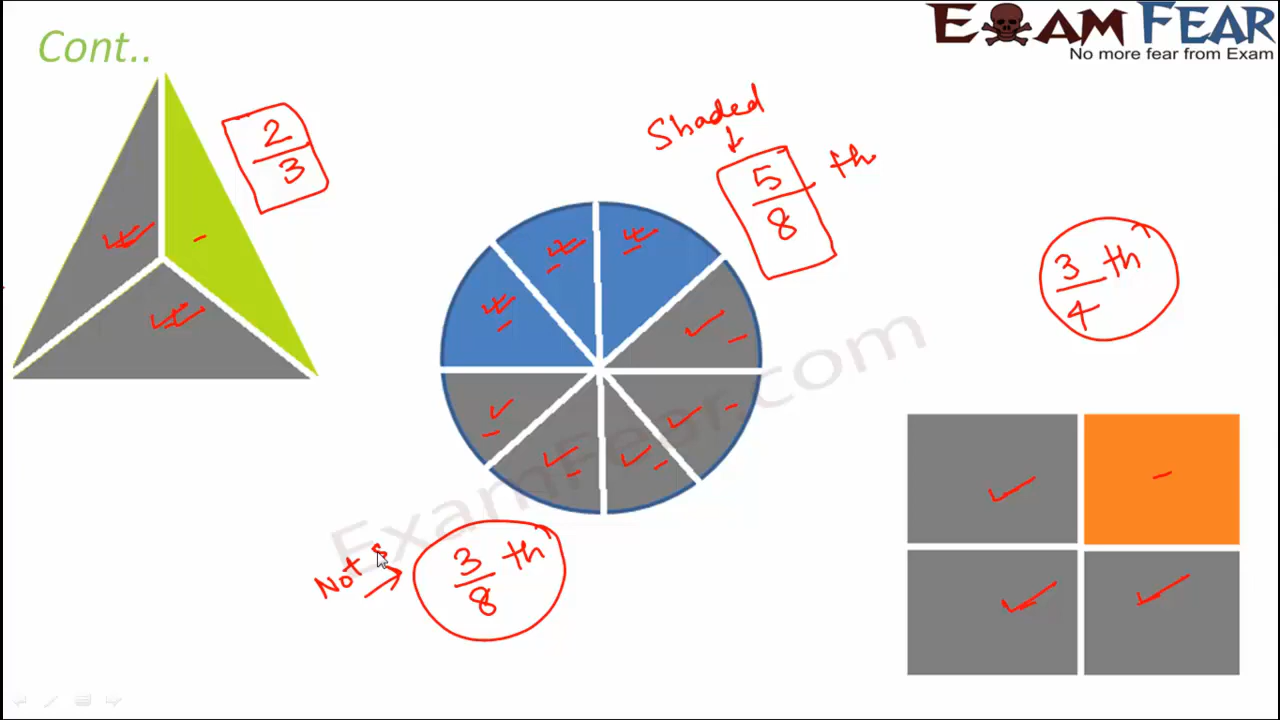 Cont..
EXAM FEAR
No more fear from Exam
2
3
Shaded
5 th
8
3 th
4
ExamFear.com
Not s
3 th
8